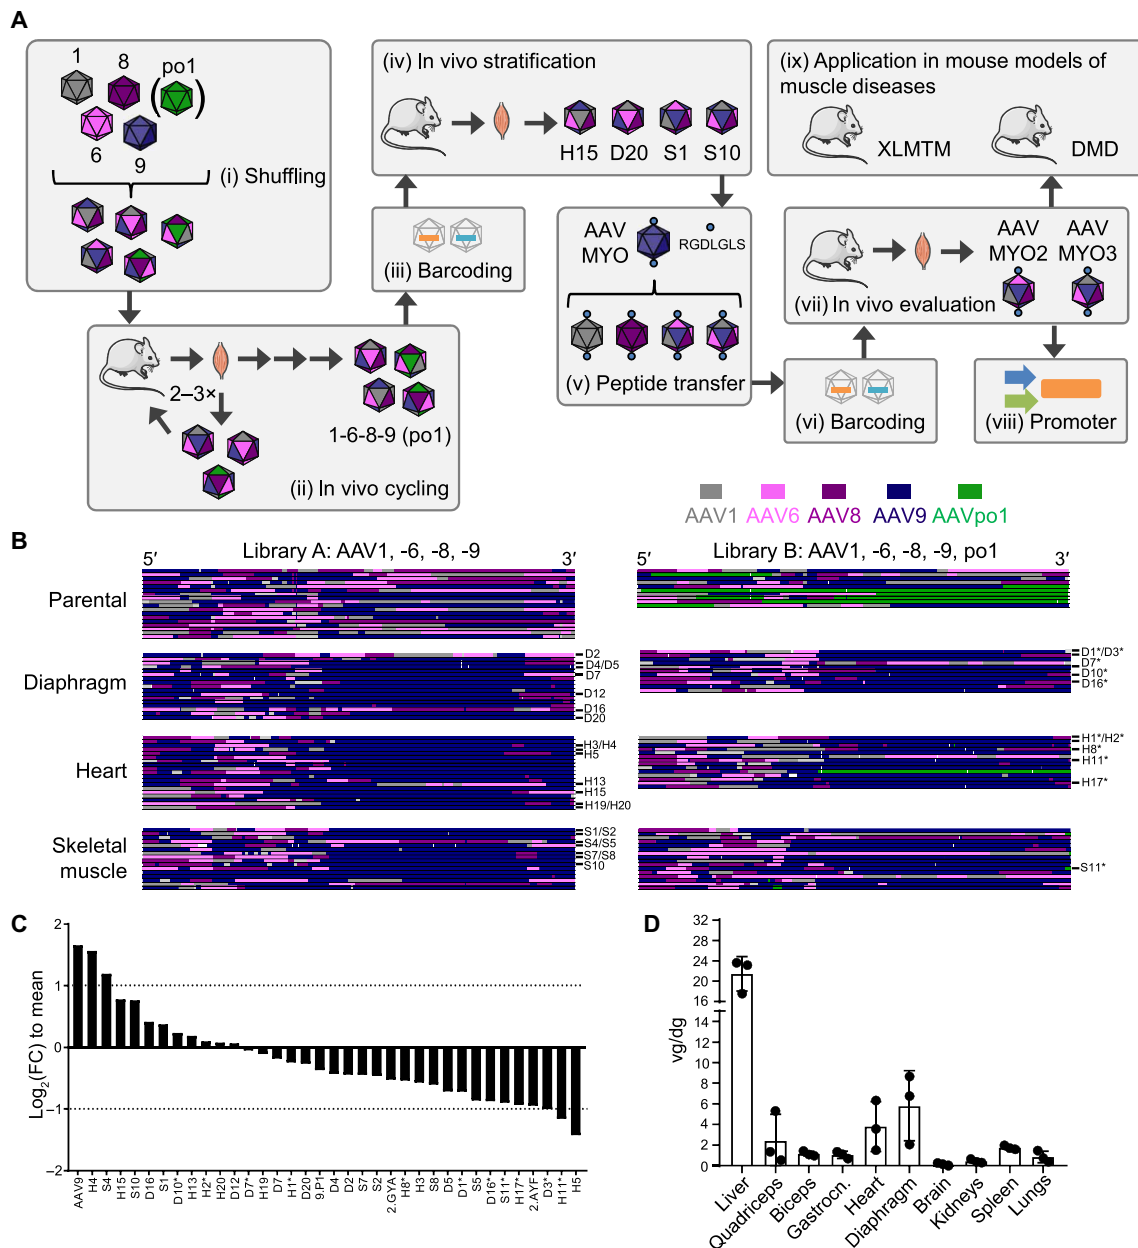 A
1
8
po1
( )
6
9
(i) Shuffling
2–3×
1-6-8-9 (po1)
(ii) In vivo cycling
(iii) Barcoding
(iv) In vivo stratification
H15 D20 S1 S10
AAV
MYO
RGDLGLS
(v) Peptide transfer
(vi) Barcoding
(vii) In vivo evaluation
AAV
MYO2
AAV
MYO3
(viii) Promoter
(ix) Application in mouse models of
muscle diseases
XLMTM
DMD
AAV1 AAV6 AAV8 AAV9 AAVpo1
B
5′ Library A: AAV1, -6, -8, -9 3′
5′ Library B: AAV1, -6, -8, -9, po1 3′
Parental
Diaphragm
D2
D4/D5
D7
D12
D16
D20
D1*/D3*
D7*
D10*
D16*
Heart
H3/H4
H5
H13
H15
H19/H20
H1*/H2*
H8*
H11*
H17*
Skeletal
muscle
S1/S2
S4/S5
S7/S8
S10
S11*
C
Log2(FC) to mean
2
1
0
−1
−2
AAV9 H4 S4 H15 S10 D16 S1 D10* H13 H2* H20 D12 D7* H19 D7 H1* D20 9.P1 D4 D2 S7 S2 2.GYA H8* H3 S8 D5 D1* S5 D16* S11* H17* 2.AYF D3* H11* H5
D
vg/dg
32
28
24
20
16
10
8
6
4
2
0
Liver
Quadriceps
Biceps
Gastrocn.
Heart
Diaphragm
Brain
Kidneys
Spleen
Lungs